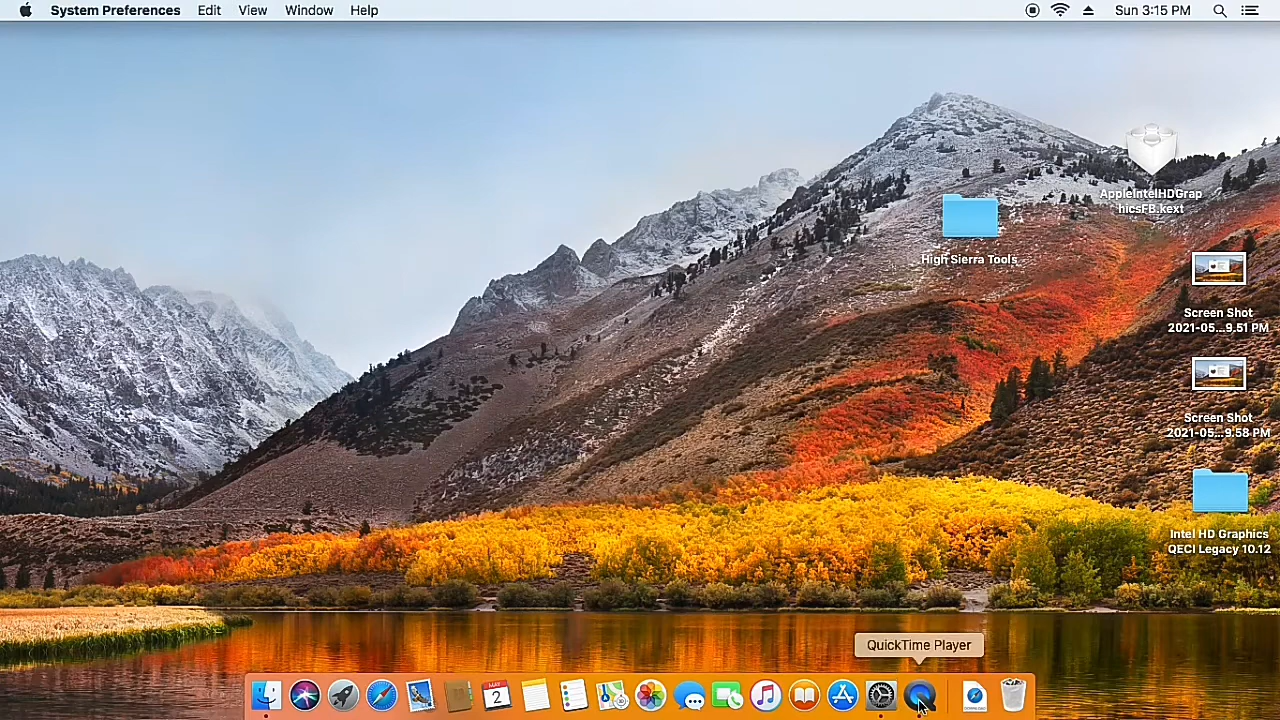 System Preferences Edit View Window Help
Sun 3:15 PM
AppleIntelHDGrap
hicsFB.kext
High Sierra Tools
Screen Shot
2021-05...9.51 PM
Screen Shot
2021-05...9.58 PM
Intel HD Graphics
QECI Legacy 10.12
QuickTime Player
MAY
2